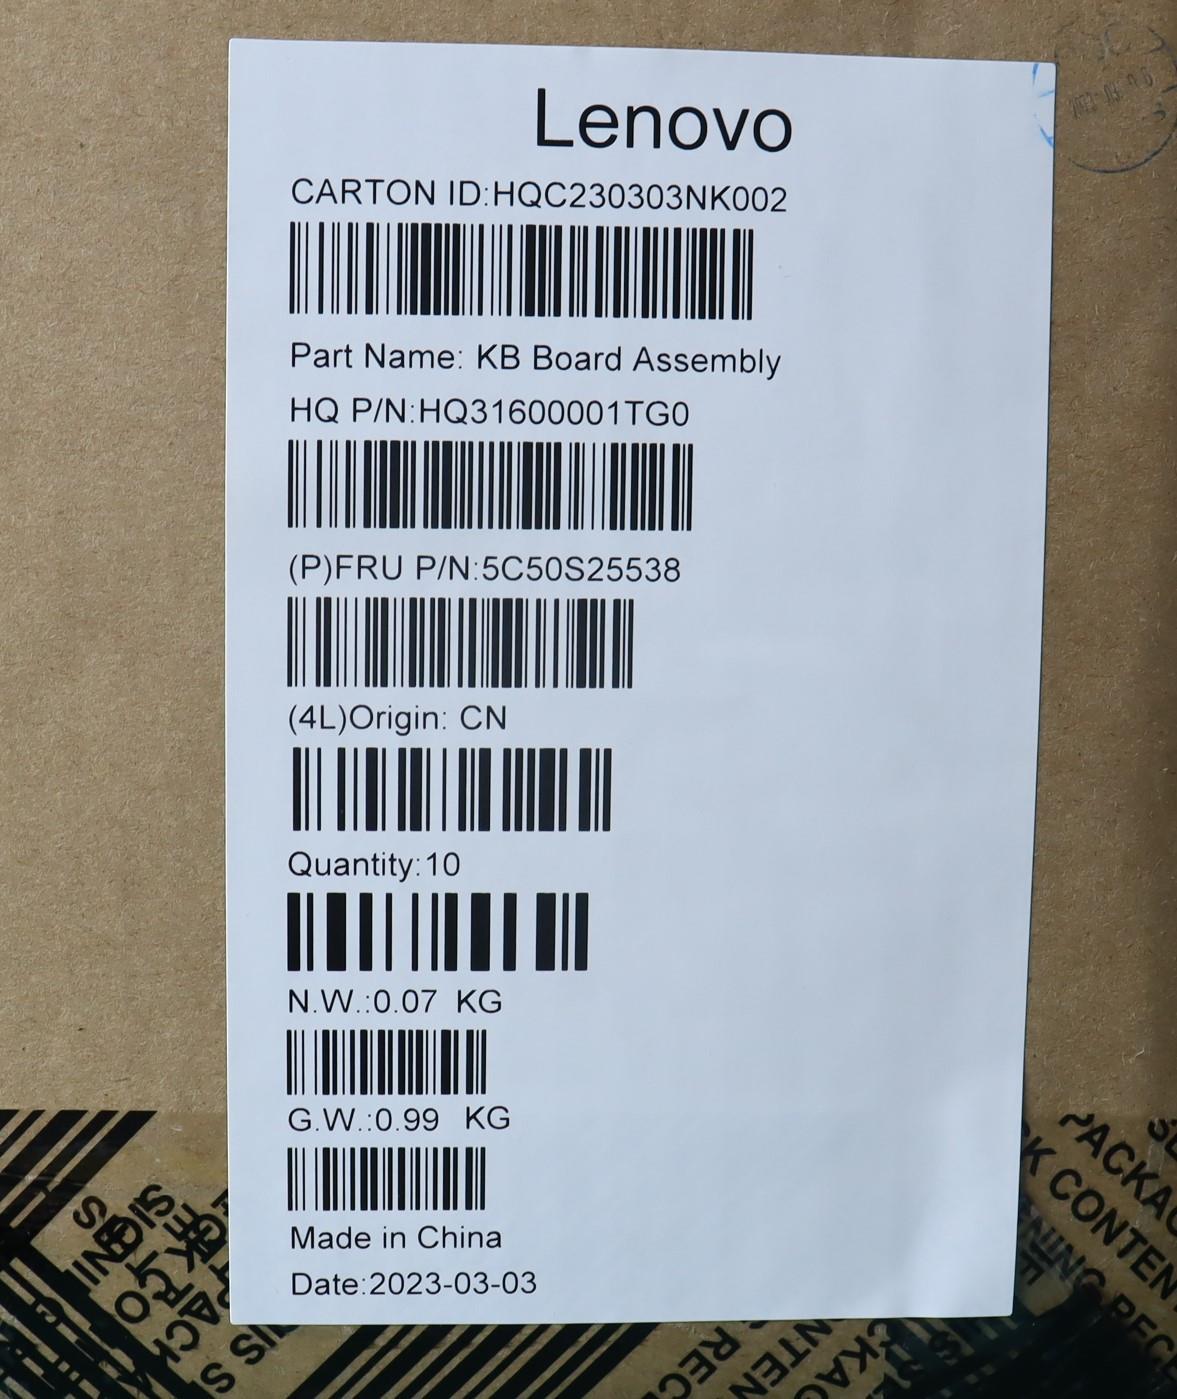 Lenovo
CARTON ID:HQC230303NK002
Part Name: KB Board Assembly
HQ P/N:HQ31600001TG0
(P)FRU P/N:5C50S25538
(4L)Origin: CN
Quantity:10
N.W.:0.07 KG
G.W.:0.99 KG
Made in China
Date:2023-03-03